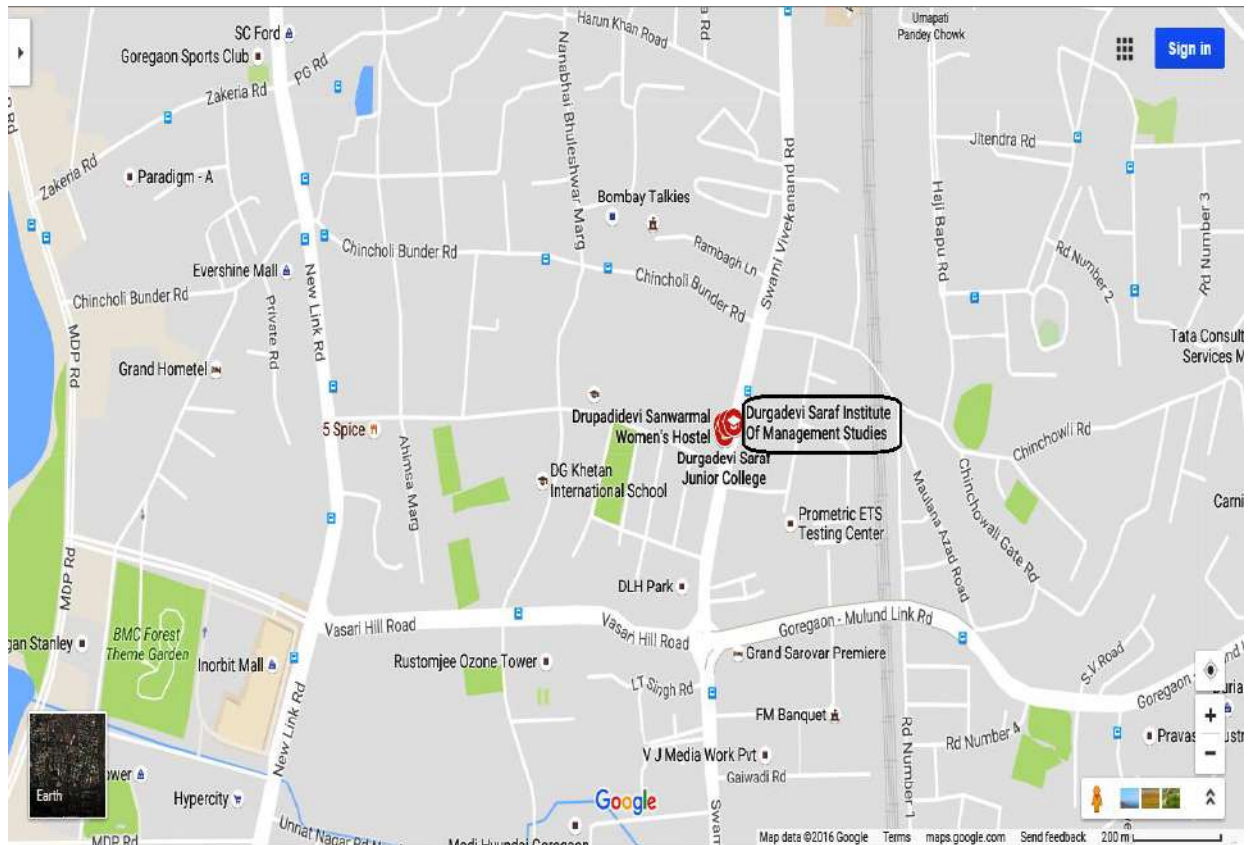 Umapati
Pandey Chowk
Harun Khan Road
SC Ford
Goregaon Sports Club
PG Rd
Zakeria Rd
Sign in
Nanabhai Bhuleshwar Marg
Jitendra Rd
Zakeria Rd
Paradigm - A
Bombay Talkies
Swami Vivekanand Rd
Haji Bapu Rd
Rd Number 3
Rambagh Ln
Rd Number 2
Chincholi Bunder Rd
Evershine Mall
New Link Rd
Chincholi Bunder Rd
Chincholi Bunder Rd
Private Rd
MDP Rd
Tata Consult
Services M
Grand Hometel
Drupadidevi Sanwarmal
Women's Hostel
Durgadevi Saraf Institute
Of Management Studies
5 Spice
Ahimsa Marg
Durgadevi Saraf
Junior College
Chinchowli Rd
DG Khetan
International School
Chinchowali Gate Rd
Maulana Azad Road
Carni
Prometric ETS
Testing Center
MDP Rd
DLH Park
Vasari Hill Road
Vasari Hill Road
Goregaon - Mulund Link Rd
BMC Forest
Theme Garden
gan Stanley
Inorbit Mall
Rustomjee Ozone Tower
Grand Sarovar Premiere
LT Singh Rd
S.V.Road
Goregaon -
New Link Rd
FM Banquet
Rd Number 1
Rd Number 4
Pravas
V J Media Work Pvt
Gaiwadi Rd
Earth
ower
Hypercity
Google
Swam
Unnat Nagar Rd
MDP Rd
Map data ©2016 Google Terms maps.google.com Send feedback 200 m